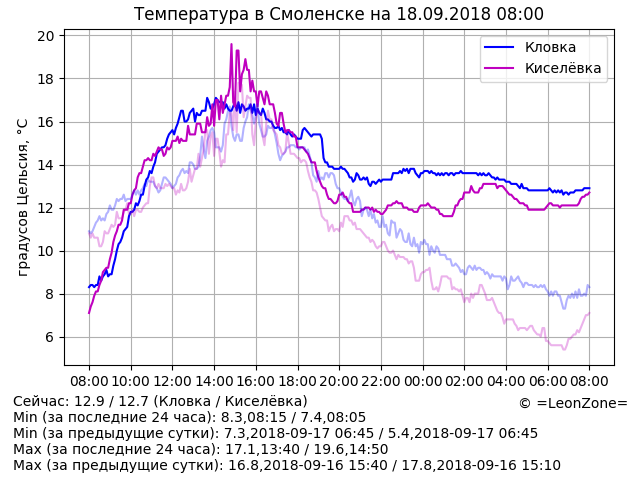 Температура в Смоленске на 18.09.2018 08:00
градусов Цельсия, °C
20
18
16
14
12
10
8
6
Кловка
Киселёвка
08:00 10:00 12:00 14:00 16:00 18:00 20:00 22:00 00:00 02:00 04:00 06:00 08:00
Сейчас: 12.9 / 12.7 (Кловка / Киселёвка)
© =LeonZone=
Min (за последние 24 часа): 8.3,08:15 / 7.4,08:05
Min (за предыдущие сутки): 7.3,2018-09-17 06:45 / 5.4,2018-09-17 06:45
Max (за последние 24 часа): 17.1,13:40 / 19.6,14:50
Max (за предыдущие сутки): 16.8,2018-09-16 15:40 / 17.8,2018-09-16 15:10